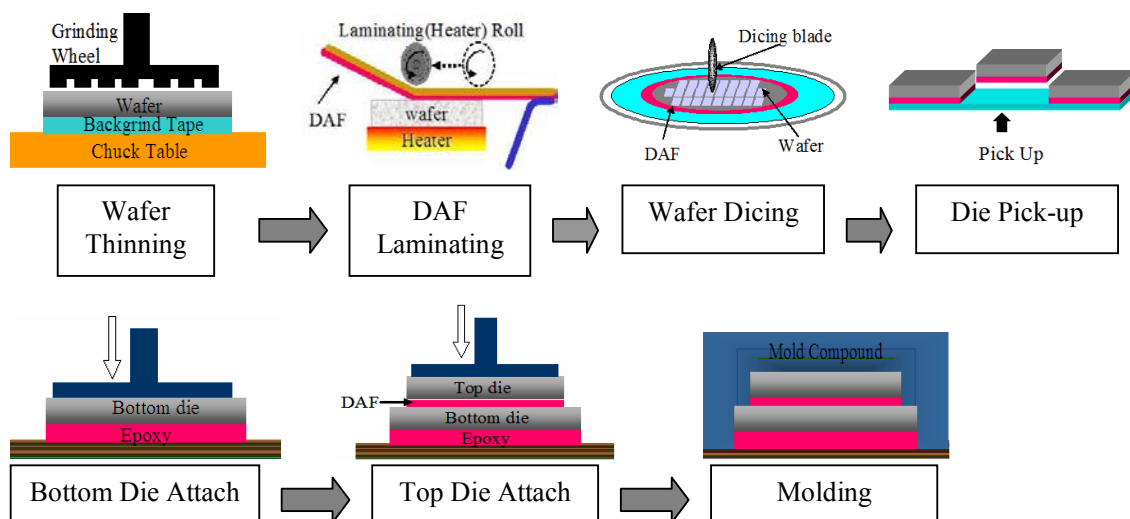 Grinding
Wheel
Wafer
Backgrind Tape
Chuck Table
Laminating(Heater) Roll
DAF
wafer
Heater
Dicing blade
DAF
Wafer
Pick Up
Wafer
Thinning
DAF
Laminating
Wafer Dicing
Die Pick-up
Bottom die
Epoxy
Top die
DAF
Bottom die
Epoxy
Mold Compound
Bottom Die Attach
Top Die Attach
Molding